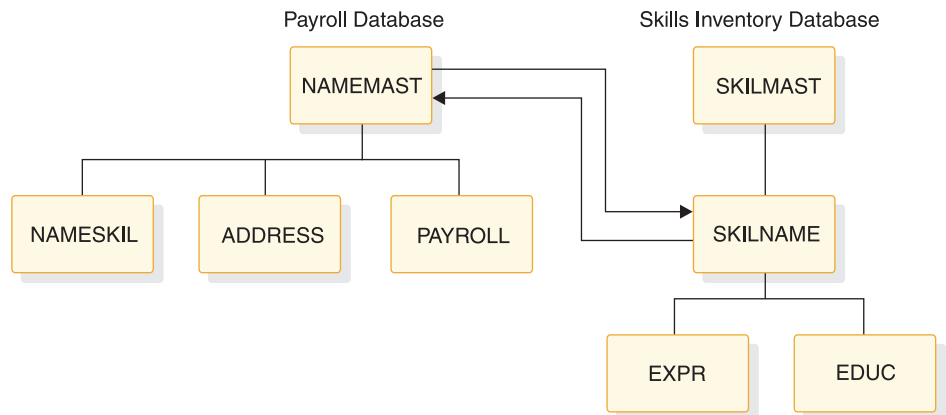 Payroll Database
Skills Inventory Database
NAMEMAST
SKILMAST
NAMESKIL
ADDRESS
PAYROLL
SKILNAME
EXPR
EDUC